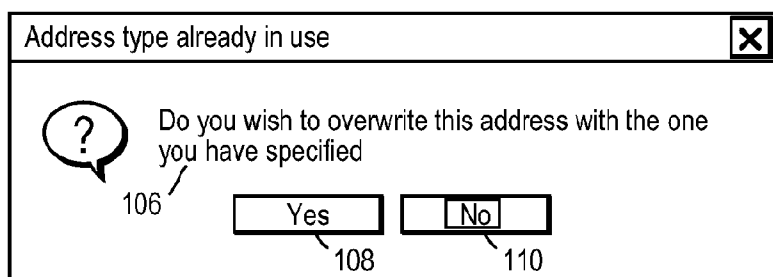 Address type already in use
?
Do you wish to overwrite this address with the one
you have specified
106
Yes
No
108
110